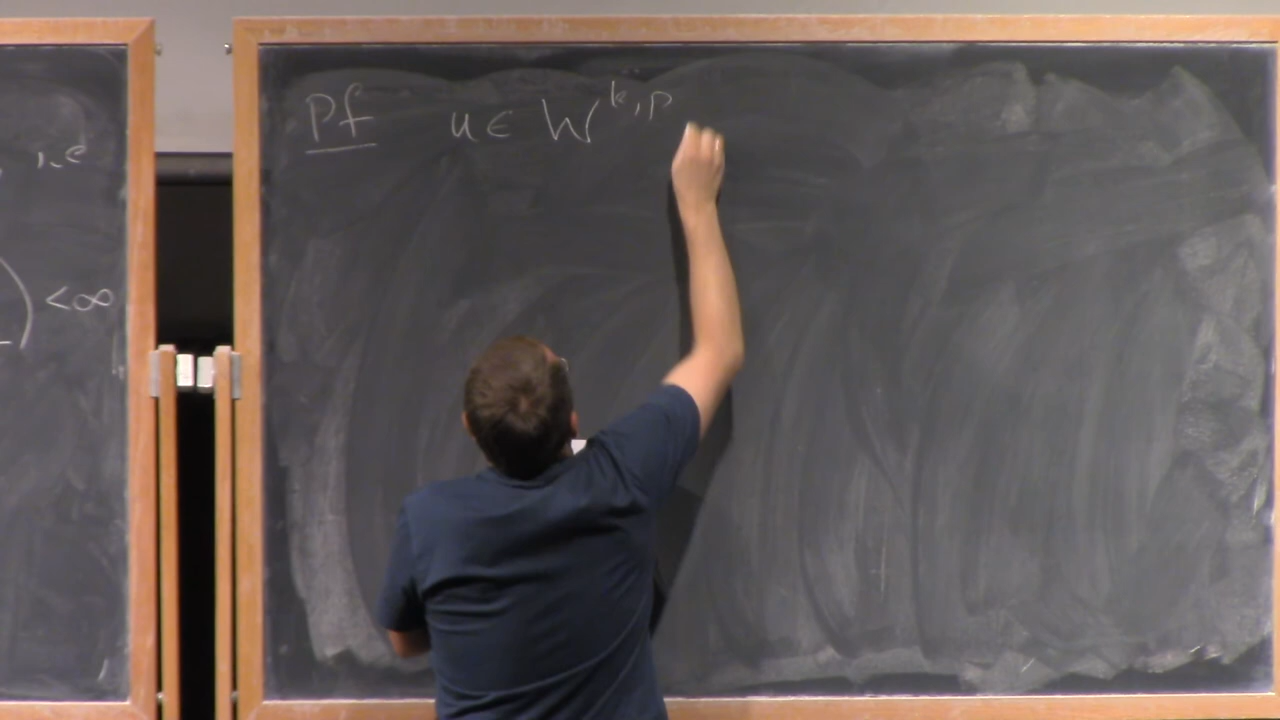 ) <∞
Pf u ∈ W^{k,p}